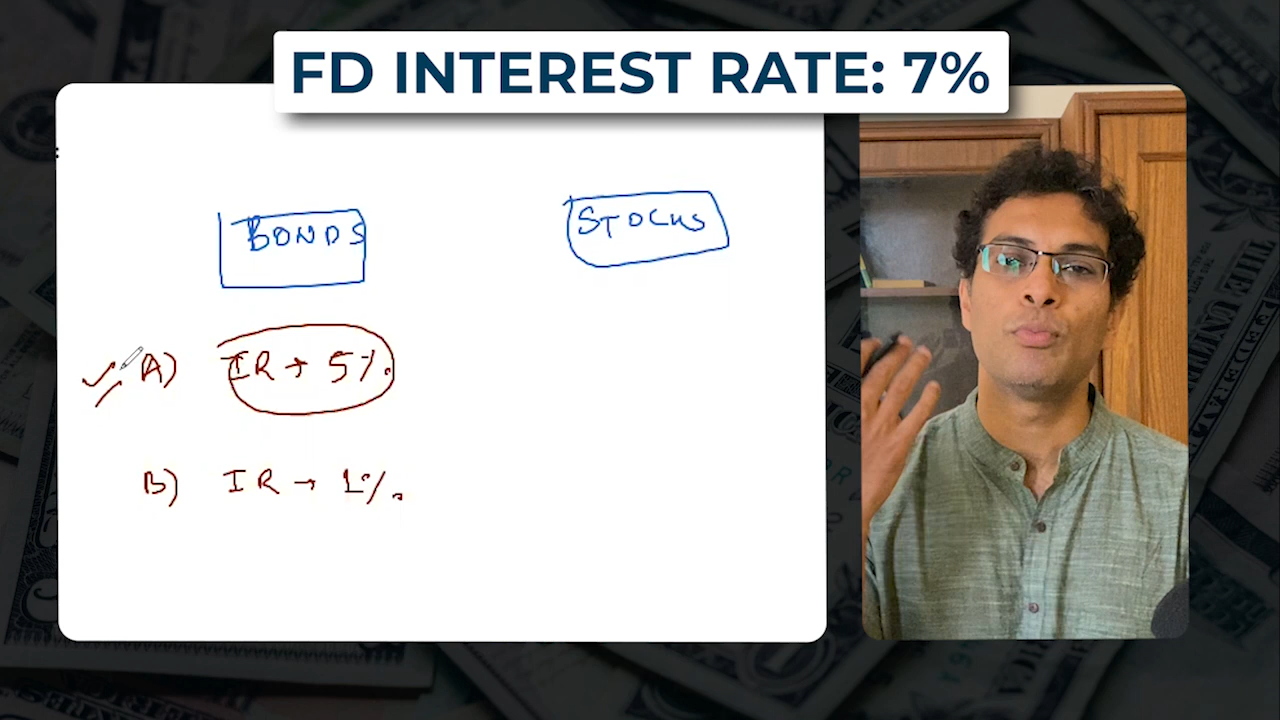 FD INTEREST RATE: 7%
BONDS
STOCKS
A) IR → 5%.
B) IR → 1%.